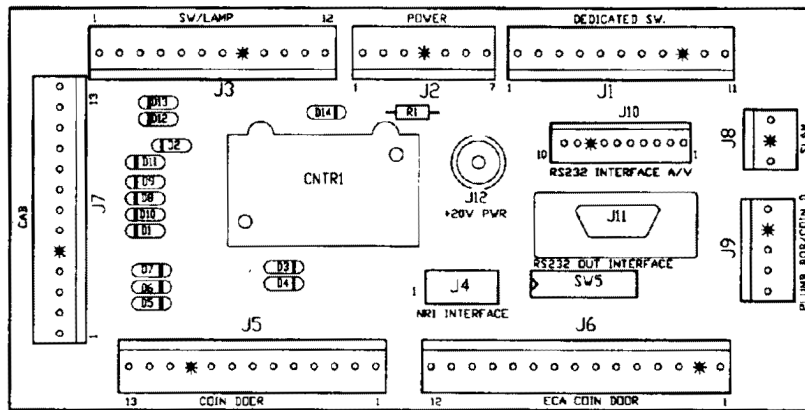 1 SW/LAMP 12
POWER
DEDICATED SW.
J3
1 J2 7
1 J1 11
13
D13
D12
D14
R1
J10
J8
D2
10 1
RS232 INTERFACE A/V
D11
D9
D8
D10
D1
CNTR1
J12
+20V PWR
J11
CAB
J7
J9
RS232 OUT INTERFACE
D7
D6
D5
D3
D4
1 J4
NRI INTERFACE
SW5
1
J5
J6
13 COIN DOER 1
12 ECA COIN DOOR 1